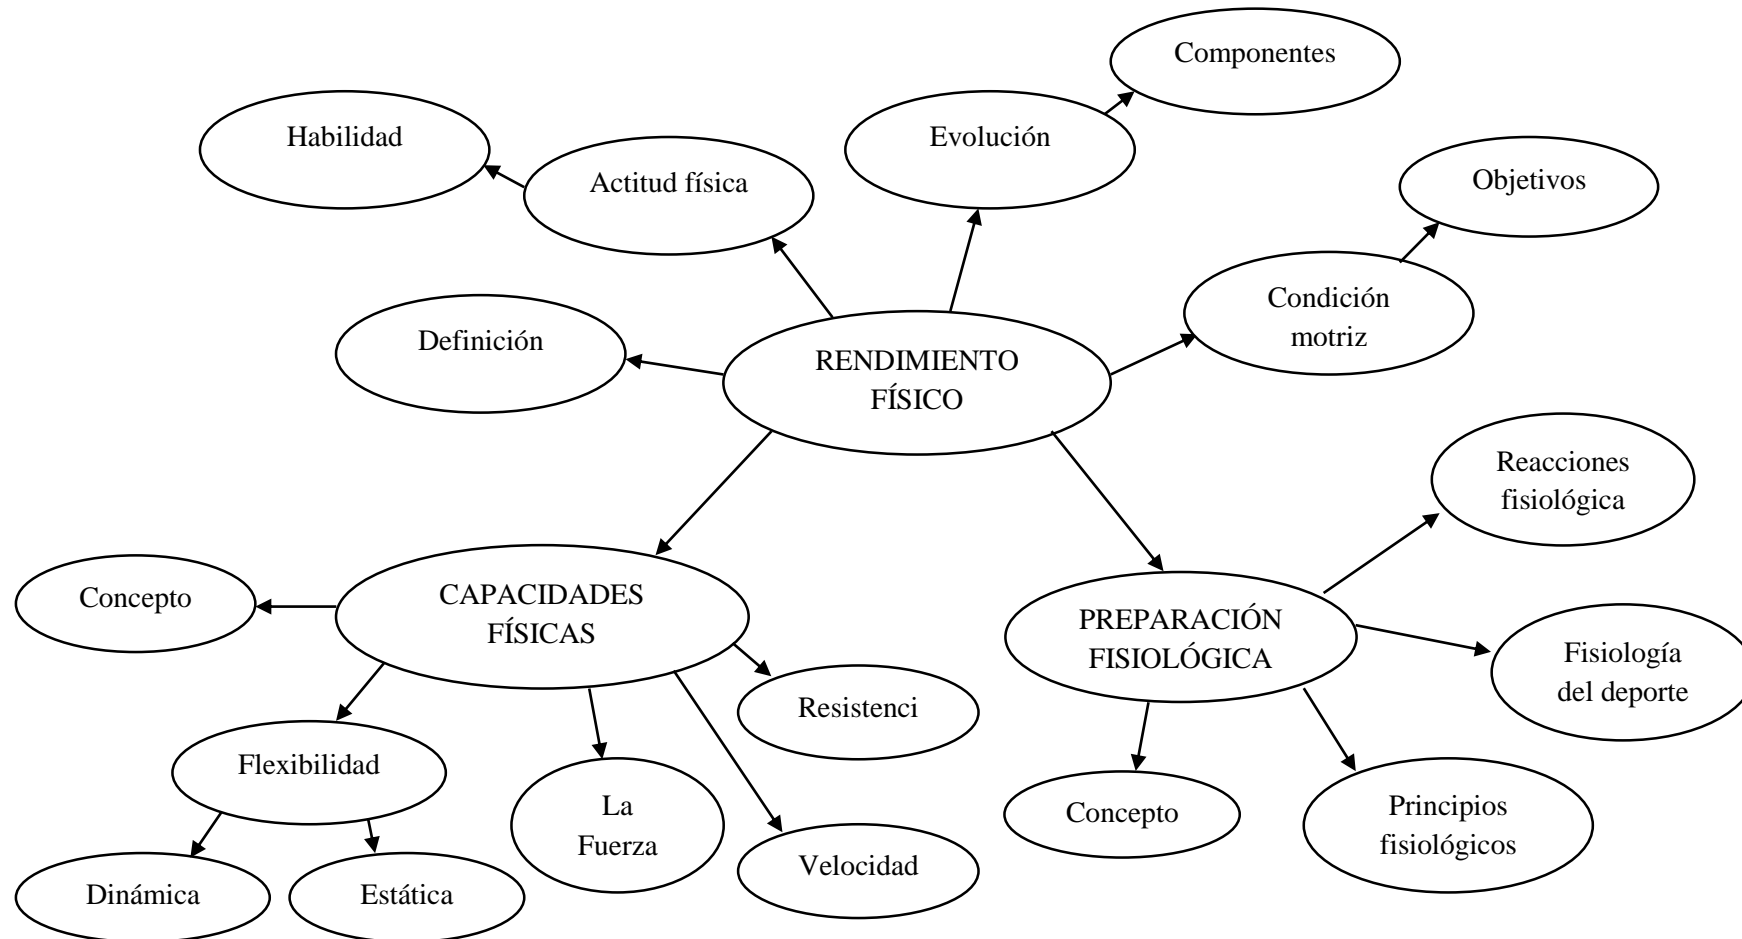 Componentes
Habilidad
Evolución
Actitud física
Objetivos
Condición
motriz
Definición
RENDIMIENTO
FÍSICO
Reacciones
fisiológica
Concepto
CAPACIDADES
FÍSICAS
PREPARACIÓN
FISIOLÓGICA
Fisiología
del deporte
Resistenci
Flexibilidad
La
Fuerza
Concepto
Principios
fisiológicos
Velocidad
Dinámica
Estática